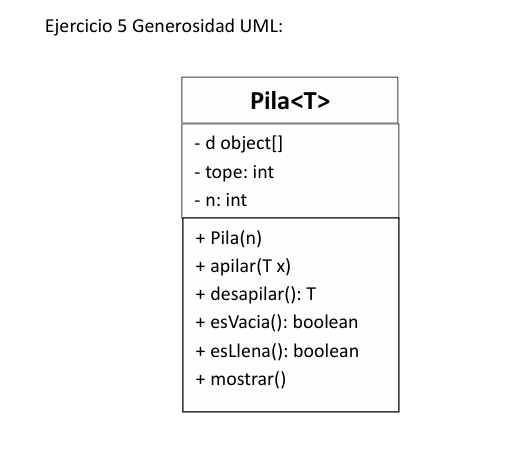 Ejercicio 5 Generosidad UML:
Pila<T>
- d object[]
- tope: int
- n: int
+ Pila(n)
+ apilar(T x)
+ desapilar(): T
+ esVacia(): boolean
+ esLlena(): boolean
+ mostrar()